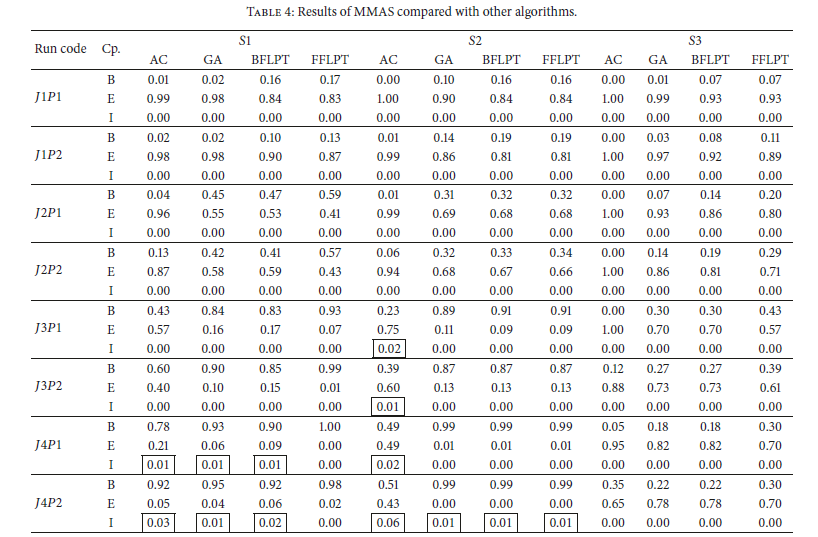 TABLE 4: Results of MMAS compared with other algorithms.
Run code Cp. S1 S2 S3
AC GA BFLPT FFLPT AC GA BFLPT FFLPT AC GA BFLPT FFLPT
J1P1
B 0.01 0.02 0.16 0.17 0.00 0.10 0.16 0.16 0.00 0.01 0.07 0.07
E 0.99 0.98 0.84 0.83 1.00 0.90 0.84 0.84 1.00 0.99 0.93 0.93
I 0.00 0.00 0.00 0.00 0.00 0.00 0.00 0.00 0.00 0.00 0.00 0.00
J1P2
B 0.02 0.02 0.10 0.13 0.01 0.14 0.19 0.19 0.00 0.03 0.08 0.11
E 0.98 0.98 0.90 0.87 0.99 0.86 0.81 0.81 1.00 0.97 0.92 0.89
I 0.00 0.00 0.00 0.00 0.00 0.00 0.00 0.00 0.00 0.00 0.00 0.00
J2P1
B 0.04 0.45 0.47 0.59 0.01 0.31 0.32 0.32 0.00 0.07 0.14 0.20
E 0.96 0.55 0.53 0.41 0.99 0.69 0.68 0.68 1.00 0.93 0.86 0.80
I 0.00 0.00 0.00 0.00 0.00 0.00 0.00 0.00 0.00 0.00 0.00 0.00
J2P2
B 0.13 0.42 0.41 0.57 0.06 0.32 0.33 0.34 0.00 0.14 0.19 0.29
E 0.87 0.58 0.59 0.43 0.94 0.68 0.67 0.66 1.00 0.86 0.81 0.71
I 0.00 0.00 0.00 0.00 0.00 0.00 0.00 0.00 0.00 0.00 0.00 0.00
J3P1
B 0.43 0.84 0.83 0.93 0.23 0.89 0.91 0.91 0.00 0.30 0.30 0.43
E 0.57 0.16 0.17 0.07 0.75 0.11 0.09 0.09 1.00 0.70 0.70 0.57
I 0.00 0.00 0.00 0.00 0.02 0.00 0.00 0.00 0.00 0.00 0.00 0.00
J3P2
B 0.60 0.90 0.85 0.99 0.39 0.87 0.87 0.87 0.12 0.27 0.27 0.39
E 0.40 0.10 0.15 0.01 0.60 0.13 0.13 0.13 0.88 0.73 0.73 0.61
I 0.00 0.00 0.00 0.00 0.01 0.00 0.00 0.00 0.00 0.00 0.00 0.00
J4P1
B 0.78 0.93 0.90 1.00 0.49 0.99 0.99 0.99 0.05 0.18 0.18 0.30
E 0.21 0.06 0.09 0.00 0.49 0.01 0.01 0.01 0.95 0.82 0.82 0.70
I 0.01 0.01 0.01 0.00 0.02 0.00 0.00 0.00 0.00 0.00 0.00 0.00
J4P2
B 0.92 0.95 0.92 0.98 0.51 0.99 0.99 0.99 0.35 0.22 0.22 0.30
E 0.05 0.04 0.06 0.02 0.43 0.00 0.00 0.00 0.65 0.78 0.78 0.70
I 0.03 0.01 0.02 0.00 0.06 0.01 0.01 0.01 0.00 0.00 0.00 0.00